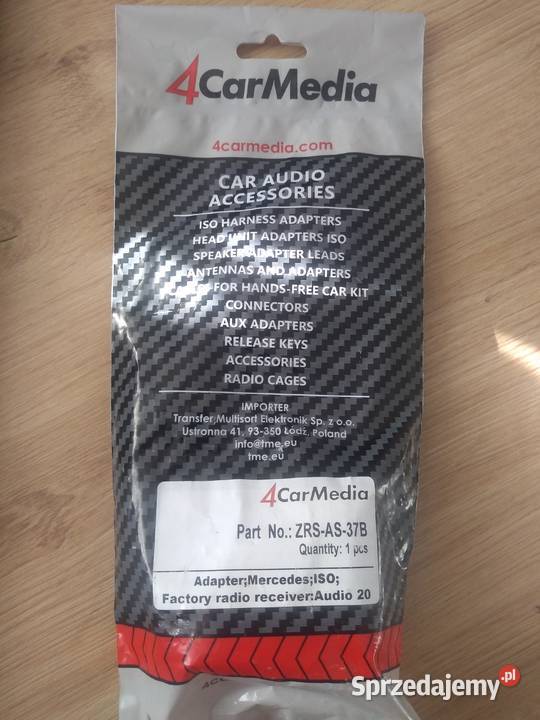 4CarMedia
4carmedia.com
CAR AUDIO
ACCESSORIES
ISO HARNESS ADAPTERS
HEAD UNIT ADAPTERS ISO
SPEAKER ADAPTER LEADS
ANTENNAS AND ADAPTERS
FOR HANDS-FREE CAR KIT
CONNECTORS
AUX ADAPTERS
RELEASE KEYS
ACCESSORIES
RADIO CAGES
IMPORTER
Transfer Multisort Elektronik Sp. z o.o.
Ustronna 41, 93-350 Łódź, Poland
info@tme.eu
tme.eu
4CarMedia
Part No.: ZRS-AS-37B
Quantity: 1 pcs
Adapter;Mercedes;ISO;
Factory radio receiver:Audio 20
Sprzedajemy.pl